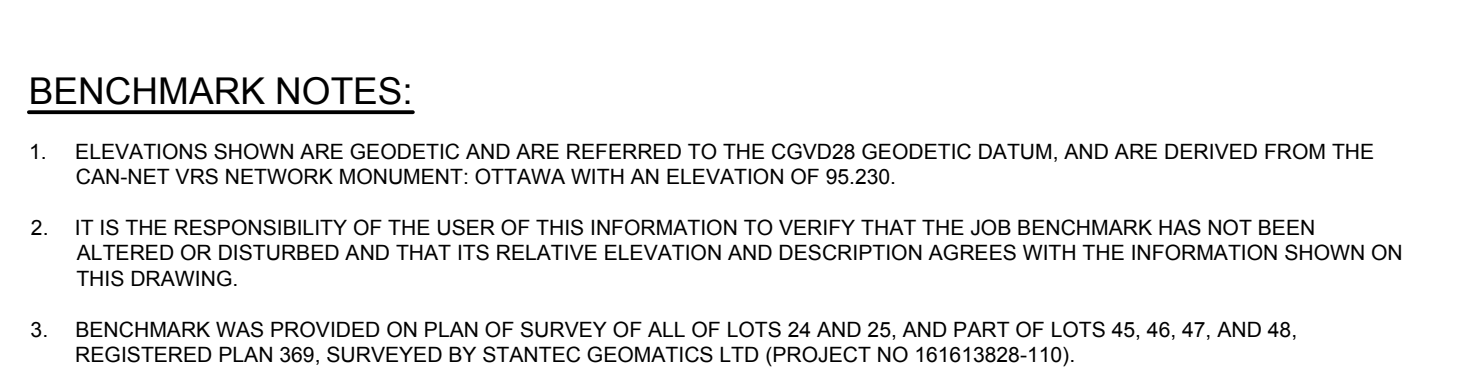 BENCHMARK NOTES:
1. ELEVATIONS SHOWN ARE GEODETIC AND ARE REFERRED TO THE CGVD28 GEODETIC DATUM, AND ARE DERIVED FROM THE
CAN-NET VRS NETWORK MONUMENT: OTTAWA WITH AN ELEVATION OF 95.230.
2. IT IS THE RESPONSIBILITY OF THE USER OF THIS INFORMATION TO VERIFY THAT THE JOB BENCHMARK HAS NOT BEEN
ALTERED OR DISTURBED AND THAT ITS RELATIVE ELEVATION AND DESCRIPTION AGREES WITH THE INFORMATION SHOWN ON
THIS DRAWING.
3. BENCHMARK WAS PROVIDED ON PLAN OF SURVEY OF ALL OF LOTS 24 AND 25, AND PART OF LOTS 45, 46, 47, AND 48,
REGISTERED PLAN 369, SURVEYED BY STANTEC GEOMATICS LTD (PROJECT NO 161613828-110).